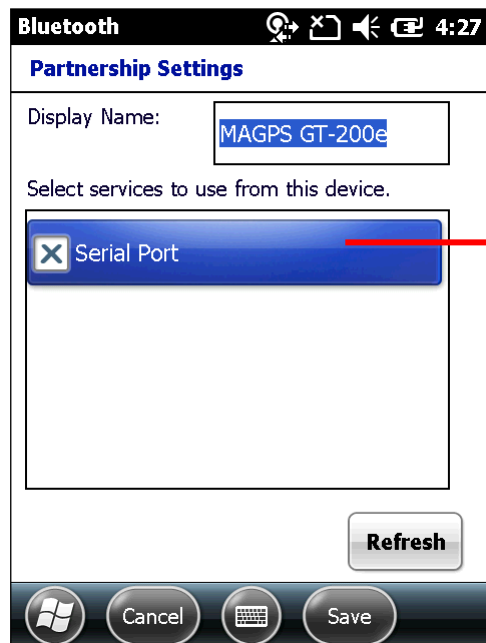 Bluetooth 4:27
Partnership Settings
Display Name:
MAGPS GT-200e
Select services to use from this device.
Serial Port
Refresh
Cancel Save